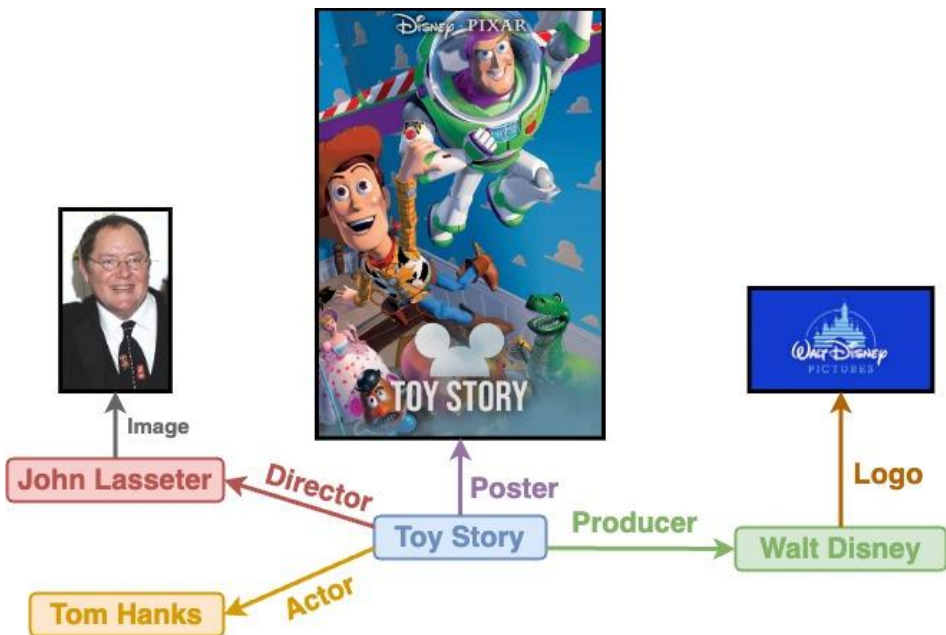 DISNEY · PIXAR
WALT DISNEY
PICTURES
TOY STORY
Image
John Lasseter
Director
Poster
Logo
Toy Story
Producer
Walt Disney
Actor
Tom Hanks